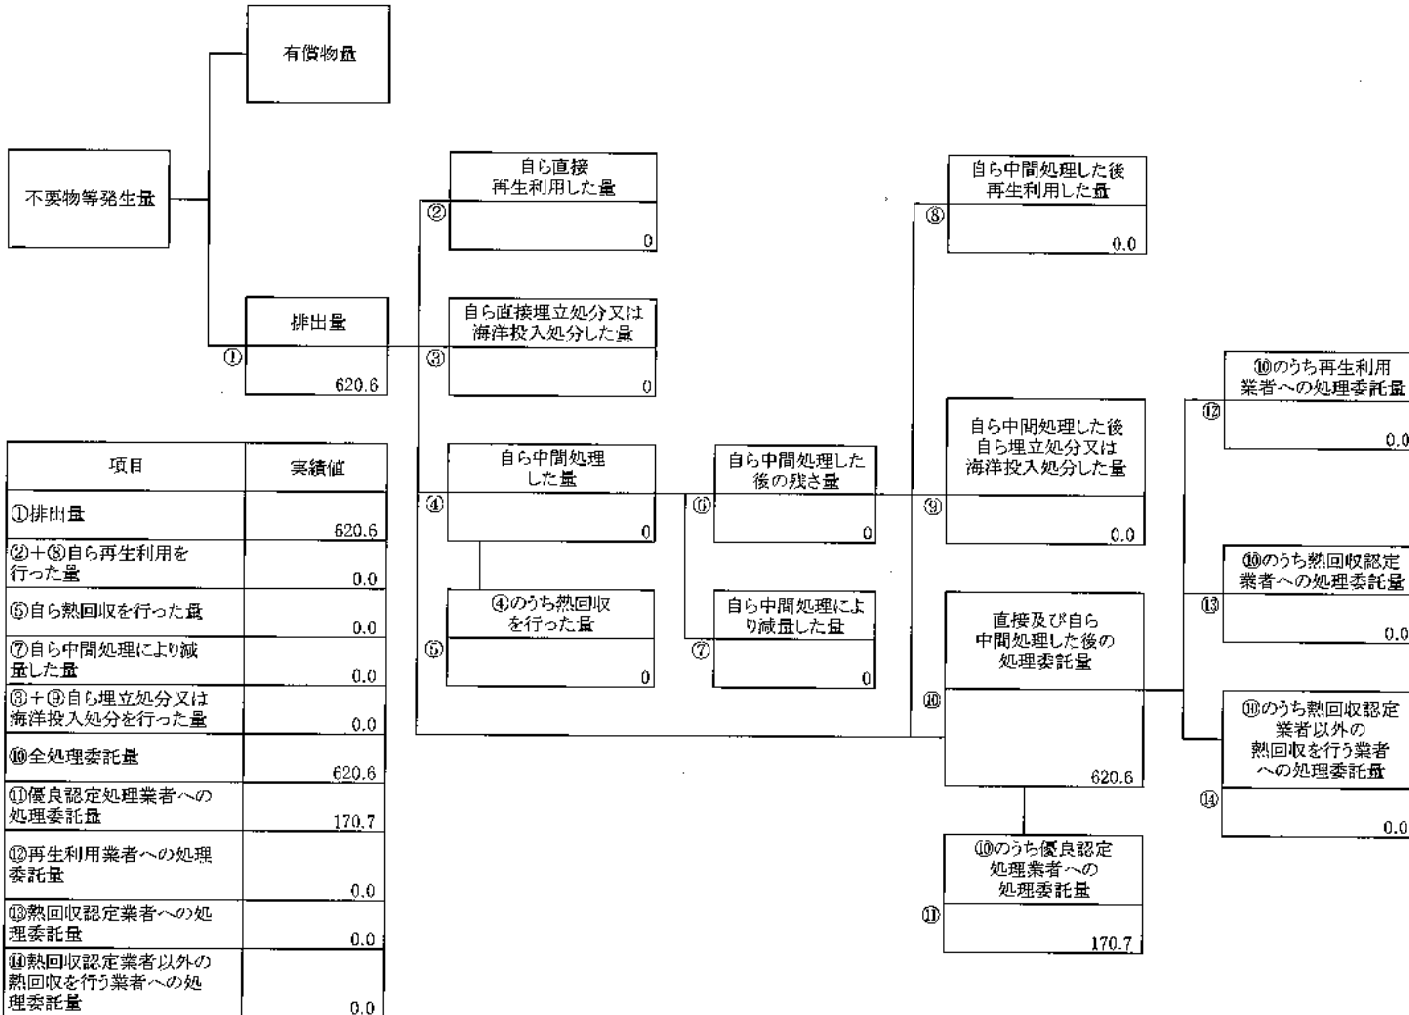 有償物量
不要物等発生量
排出量
①
620.6
自ら直接
再生利用した量
②
0
自ら直接埋立処分又は
海洋投入処分した量
③
0
自ら中間処理
した量
④
0
④のうち熱回収
を行った量
⑤
0
自ら中間処理した
後の残さ量
⑥
0
自ら中間処理によ
り減量した量
⑦
0
自ら中間処理した後
再生利用した量
⑧
0.0
自ら中間処理した後
自ら埋立処分又は
海洋投入処分した量
⑨
0.0
直接及び自ら
中間処理した後の
処理委託量
⑩
620.6
⑩のうち優良認定
処理業者への
処理委託量
⑪
170.7
⑩のうち再生利用
業者への処理委託量
⑫
0.0
⑩のうち熱回収認定
業者への処理委託量
⑬
0.0
⑩のうち熱回収認定
業者以外の
熱回収を行う業者
への処理委託量
⑭
0.0
項目 実績値
①排出量 620.6
②+⑧自ら再生利用を
行った量 0.0
⑤自ら熱回収を行った量 0.0
⑦自ら中間処理により減
量した量 0.0
③+⑨自ら埋立処分又は
海洋投入処分を行った量 0.0
⑩全処理委託量 620.6
⑪優良認定処理業者への
処理委託量 170.7
⑫再生利用業者への処理
委託量 0.0
⑬熱回収認定業者への処
理委託量 0.0
⑭熱回収認定業者以外の
熱回収を行う業者への処
理委託量 0.0